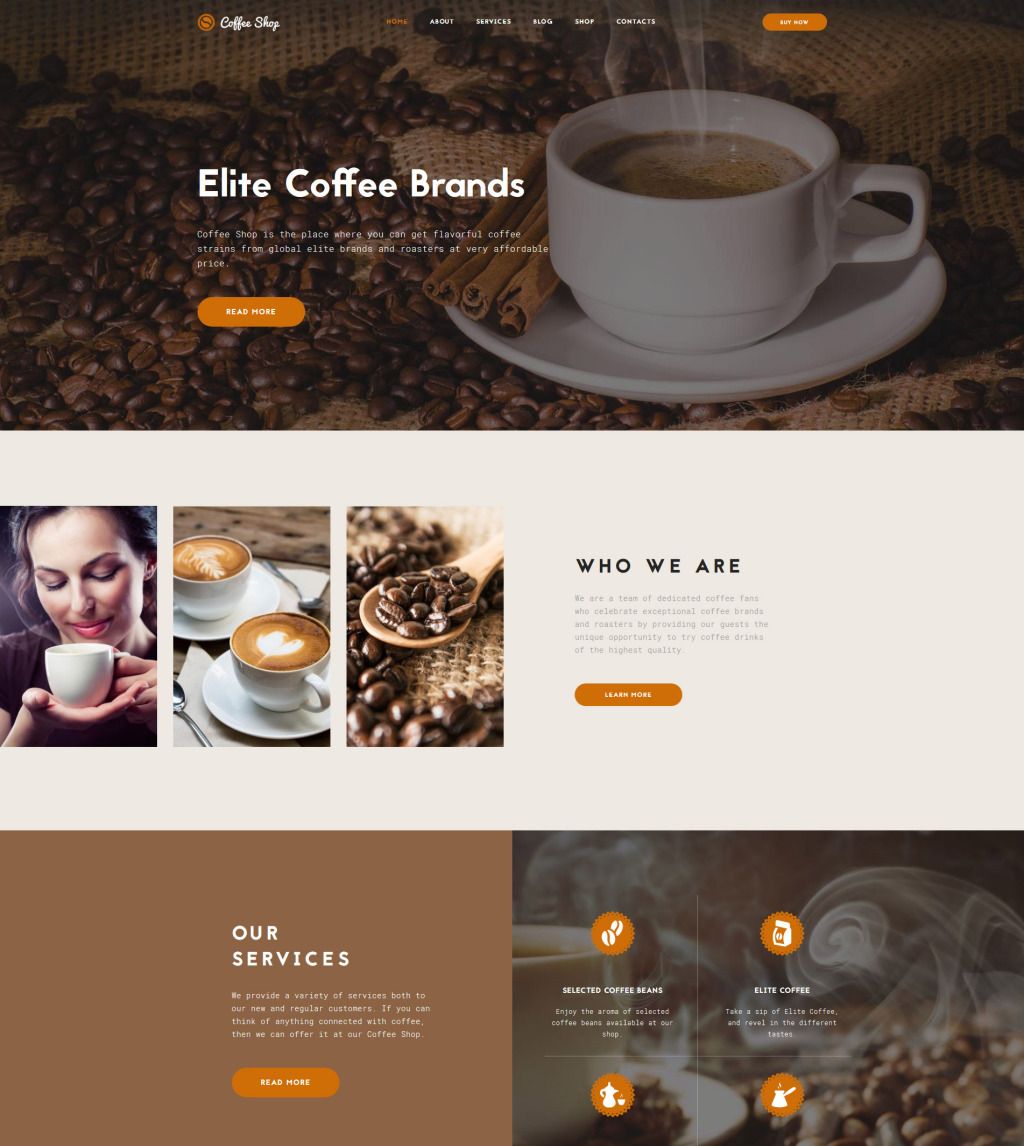 Coffee Shop
HOME ABOUT SERVICES BLOG SHOP CONTACTS
BUY NOW
Elite Coffee Brands
Coffee Shop is the place where you can get flavorful coffee
strains from global elite brands and roasters at very affordable
price.
READ MORE
WHO WE ARE
We are a team of dedicated coffee fans
who celebrate exceptional coffee brands
and roasters by providing our guests the
unique opportunity to try coffee drinks
of the highest quality.
LEARN MORE
OUR
SERVICES
We provide a variety of services both to
our new and regular customers. If you can
think of anything connected with coffee,
then we can offer it at our Coffee Shop.
READ MORE
SELECTED COFFEE BEANS
Enjoy the aroma of selected
coffee beans available at our
shop.
ELITE COFFEE
Take a sip of Elite Coffee,
and revel in the different
tastes